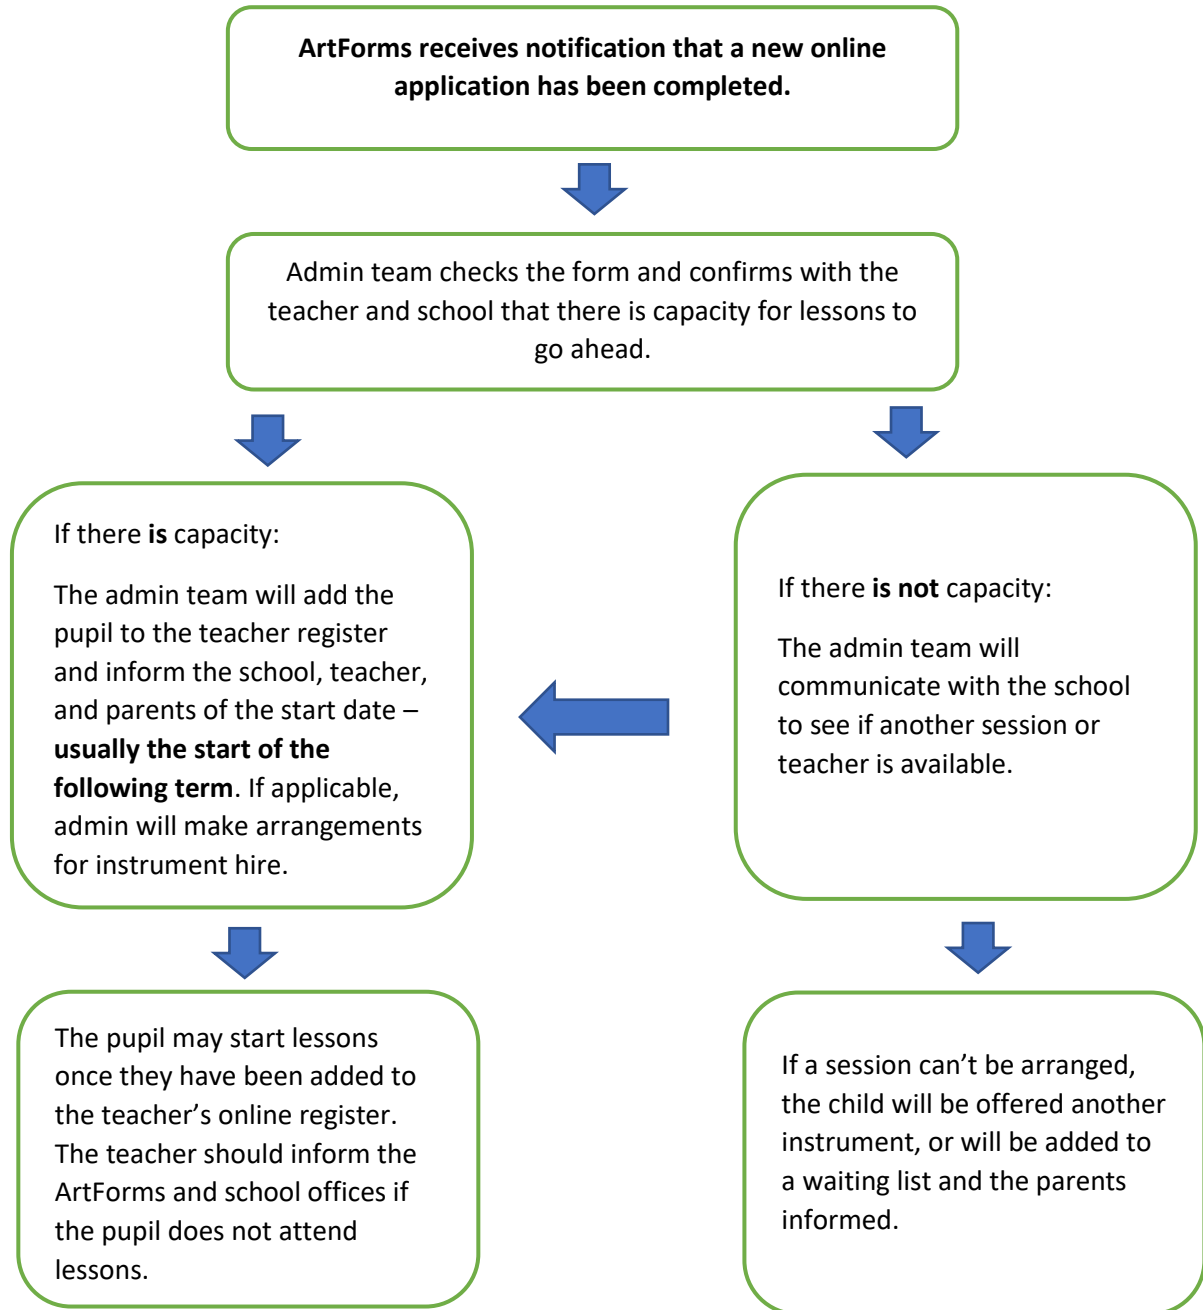 ArtForms receives notification that a new online
application has been completed.
Admin team checks the form and confirms with the
teacher and school that there is capacity for lessons to
go ahead.
If there is capacity:
The admin team will add the
pupil to the teacher register
and inform the school, teacher,
and parents of the start date –
usually the start of the
following term. If applicable,
admin will make arrangements
for instrument hire.
If there is not capacity:
The admin team will
communicate with the school
to see if another session or
teacher is available.
The pupil may start lessons
once they have been added to
the teacher’s online register.
The teacher should inform the
ArtForms and school offices if
the pupil does not attend
lessons.
If a session can’t be arranged,
the child will be offered another
instrument, or will be added to
a waiting list and the parents
informed.